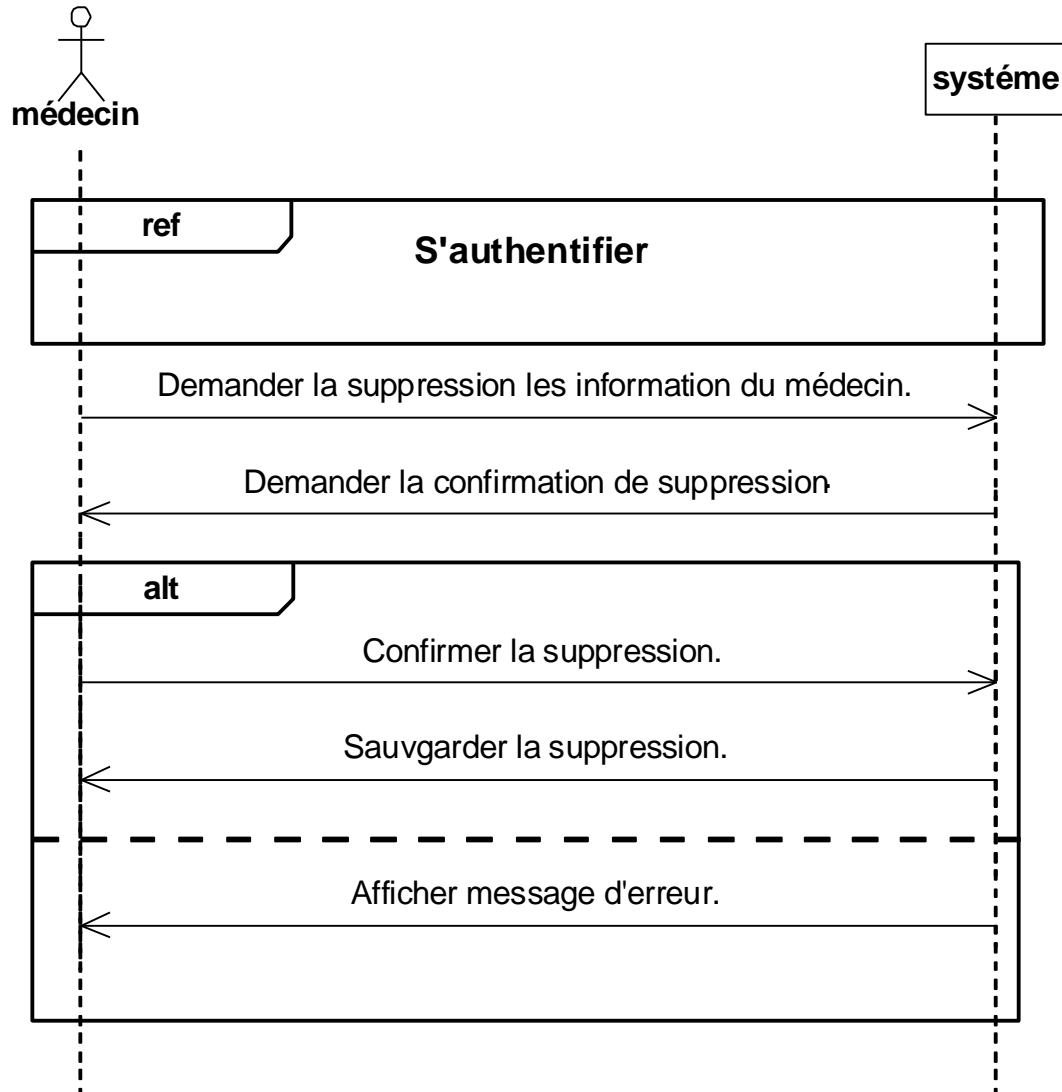 médecin
systéme
ref
S'authentifier
Demander la suppression les information du médecin.
Demander la confirmation de suppression.
alt
Confirmer la suppression.
Sauvgarder la suppression.
Afficher message d'erreur.